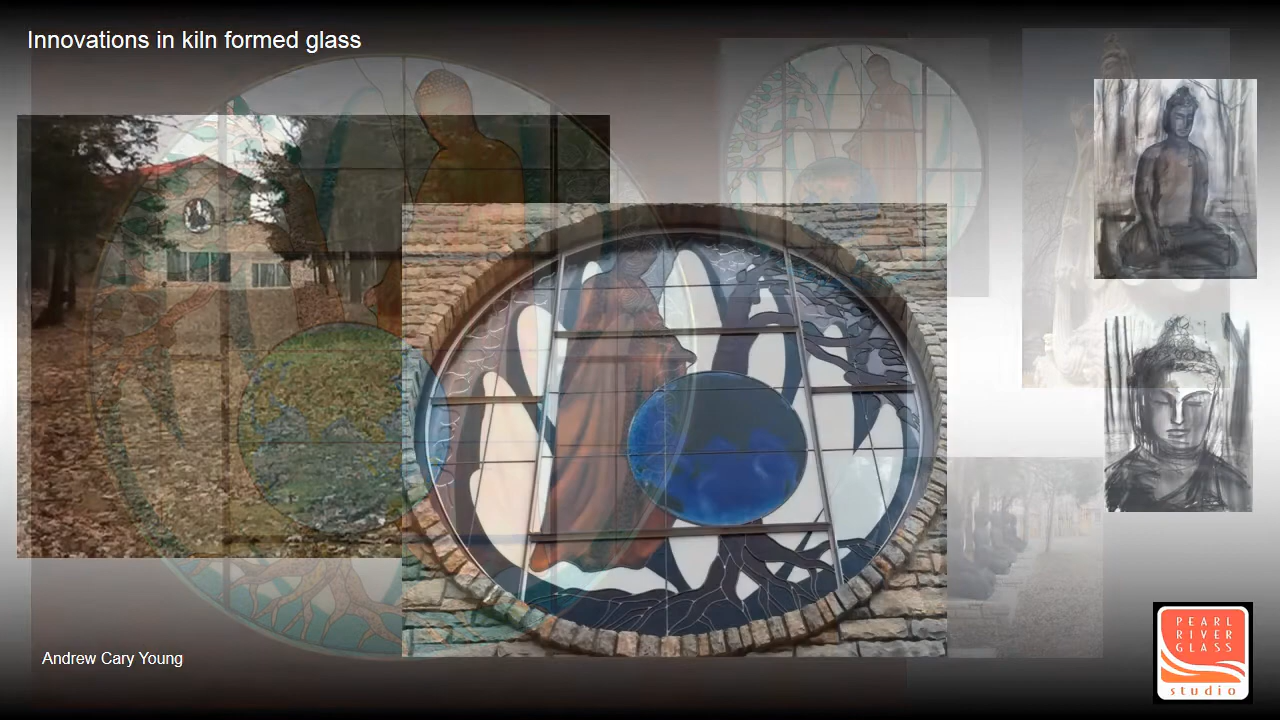 Innovations in kiln formed glass
Andrew Cary Young
PEARL
RIVER
GLASS
studio